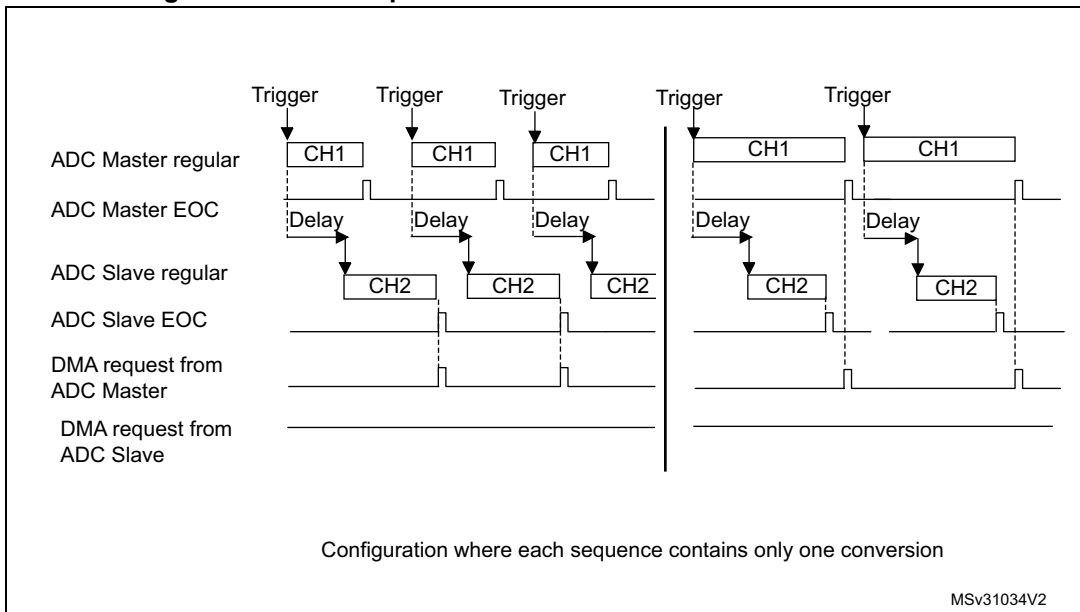 Trigger Trigger Trigger Trigger Trigger
ADC Master regular CH1 CH1 CH1 CH1 CH1
ADC Master EOC
Delay Delay Delay Delay Delay
ADC Slave regular CH2 CH2 CH2 CH2 CH2
ADC Slave EOC
DMA request from
ADC Master
DMA request from
ADC Slave
Configuration where each sequence contains only one conversion
MSv31034V2